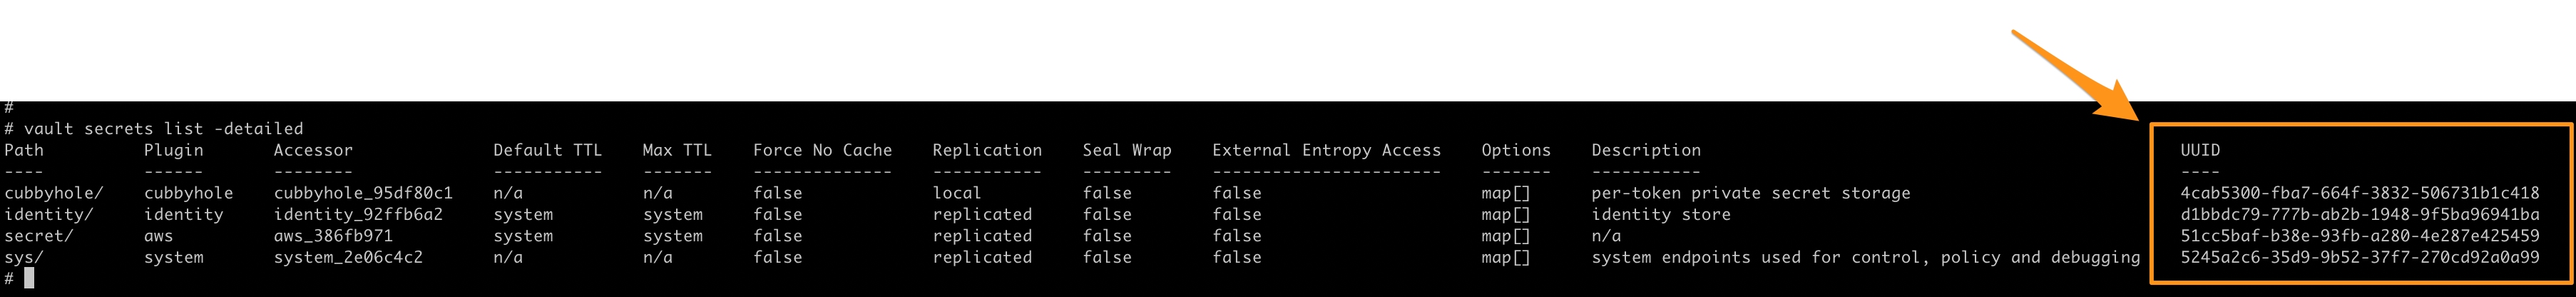 #
# vault secrets list -detailed
Path Plugin Accessor Default TTL Max TTL Force No Cache Replication Seal Wrap External Entropy Access Options Description UUID
---- ------ -------- ----------- ------- -------------- ----------- --------- ----------------------- ------- ----------- ----
cubbyhole/ cubbyhole cubbyhole_95df80c1 n/a n/a false local false false map[] per-token private secret storage 4cab5300-fba7-664f-3832-506731b1c418
identity/ identity identity_92ffb6a2 system system false replicated false false map[] identity store d1bbdc79-777b-ab2b-1948-9f5ba96941ba
secret/ aws aws_386fb971 system system false replicated false false map[] n/a 51cc5baf-b38e-93fb-a280-4e287e425459
sys/ system system_2e06c4c2 n/a n/a false replicated false false map[] system endpoints used for control, policy and debugging 5245a2c6-35d9-9b52-37f7-270cd92a0a99
#